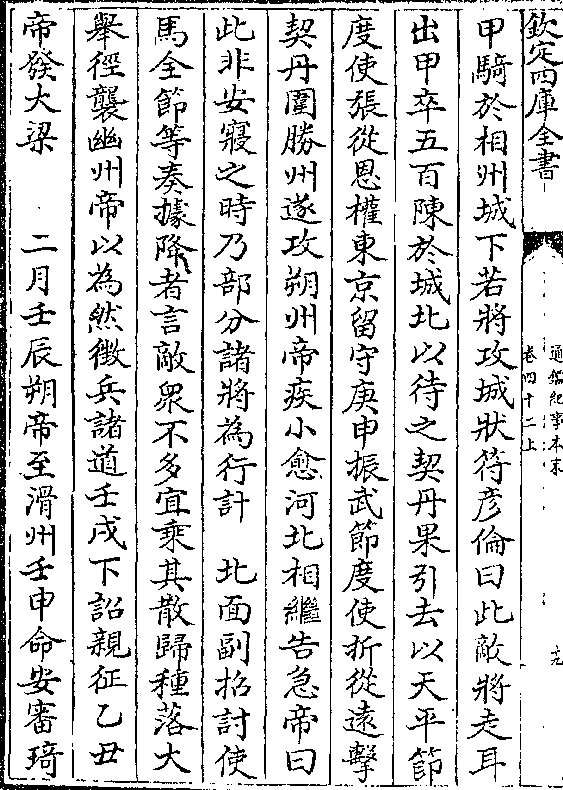 欽定四庫全書
通鑑紀事本末
卷四十二上
十九
甲騎於相州城下若將攻城狀符彦倫曰此敵將走耳
出甲卒五百陳於城北以待之契丹果引去以天平節
度使張從恩權東京留守庚申振武節度使折從遠擊
契丹圍勝州遂攻朔州帝疾小愈河北相繼告急帝曰
此非安寢之時乃部分諸將為行計　北面副招討使
馬全節等奏據降者言敵衆不多宜乘其散歸種落大
舉徑襲幽州帝以為然徵兵諸道壬戌下詔親征乙丑
帝發大梁　二月壬辰朔帝至滑州壬申命安審琦